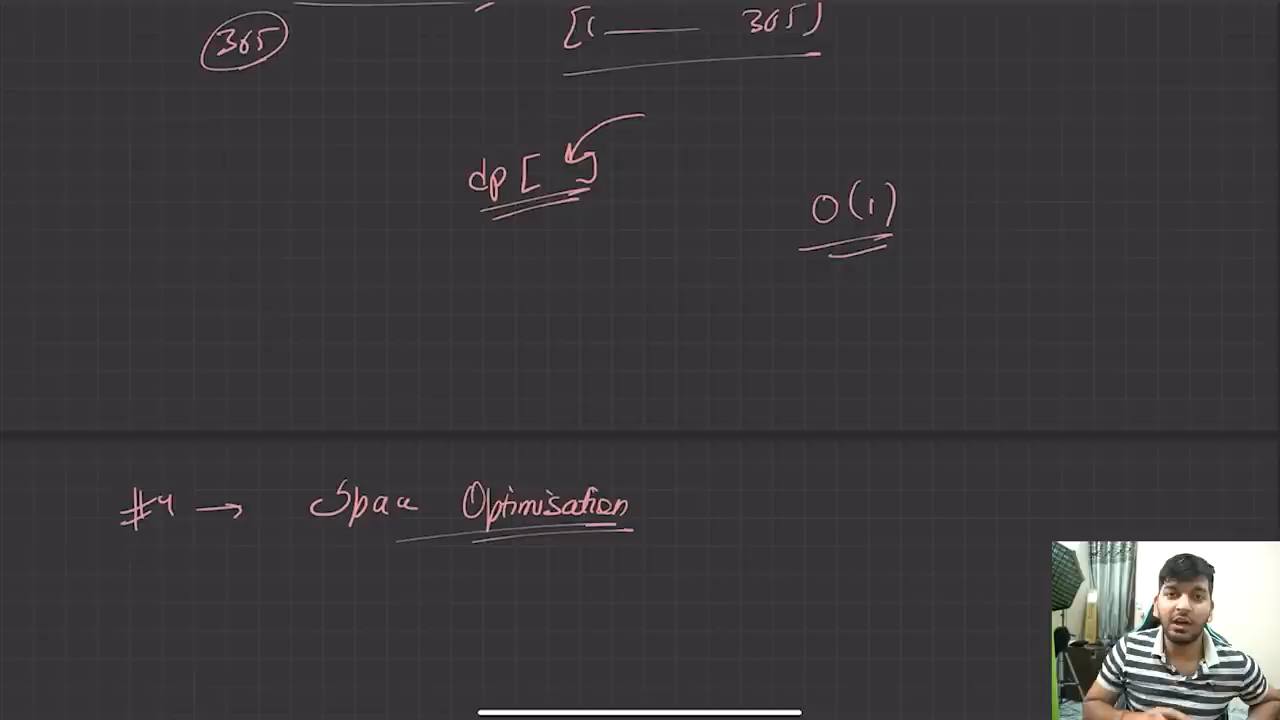 365 [1 —— 365]
dp[ ]
O(1)
#4 → Space Optimisation